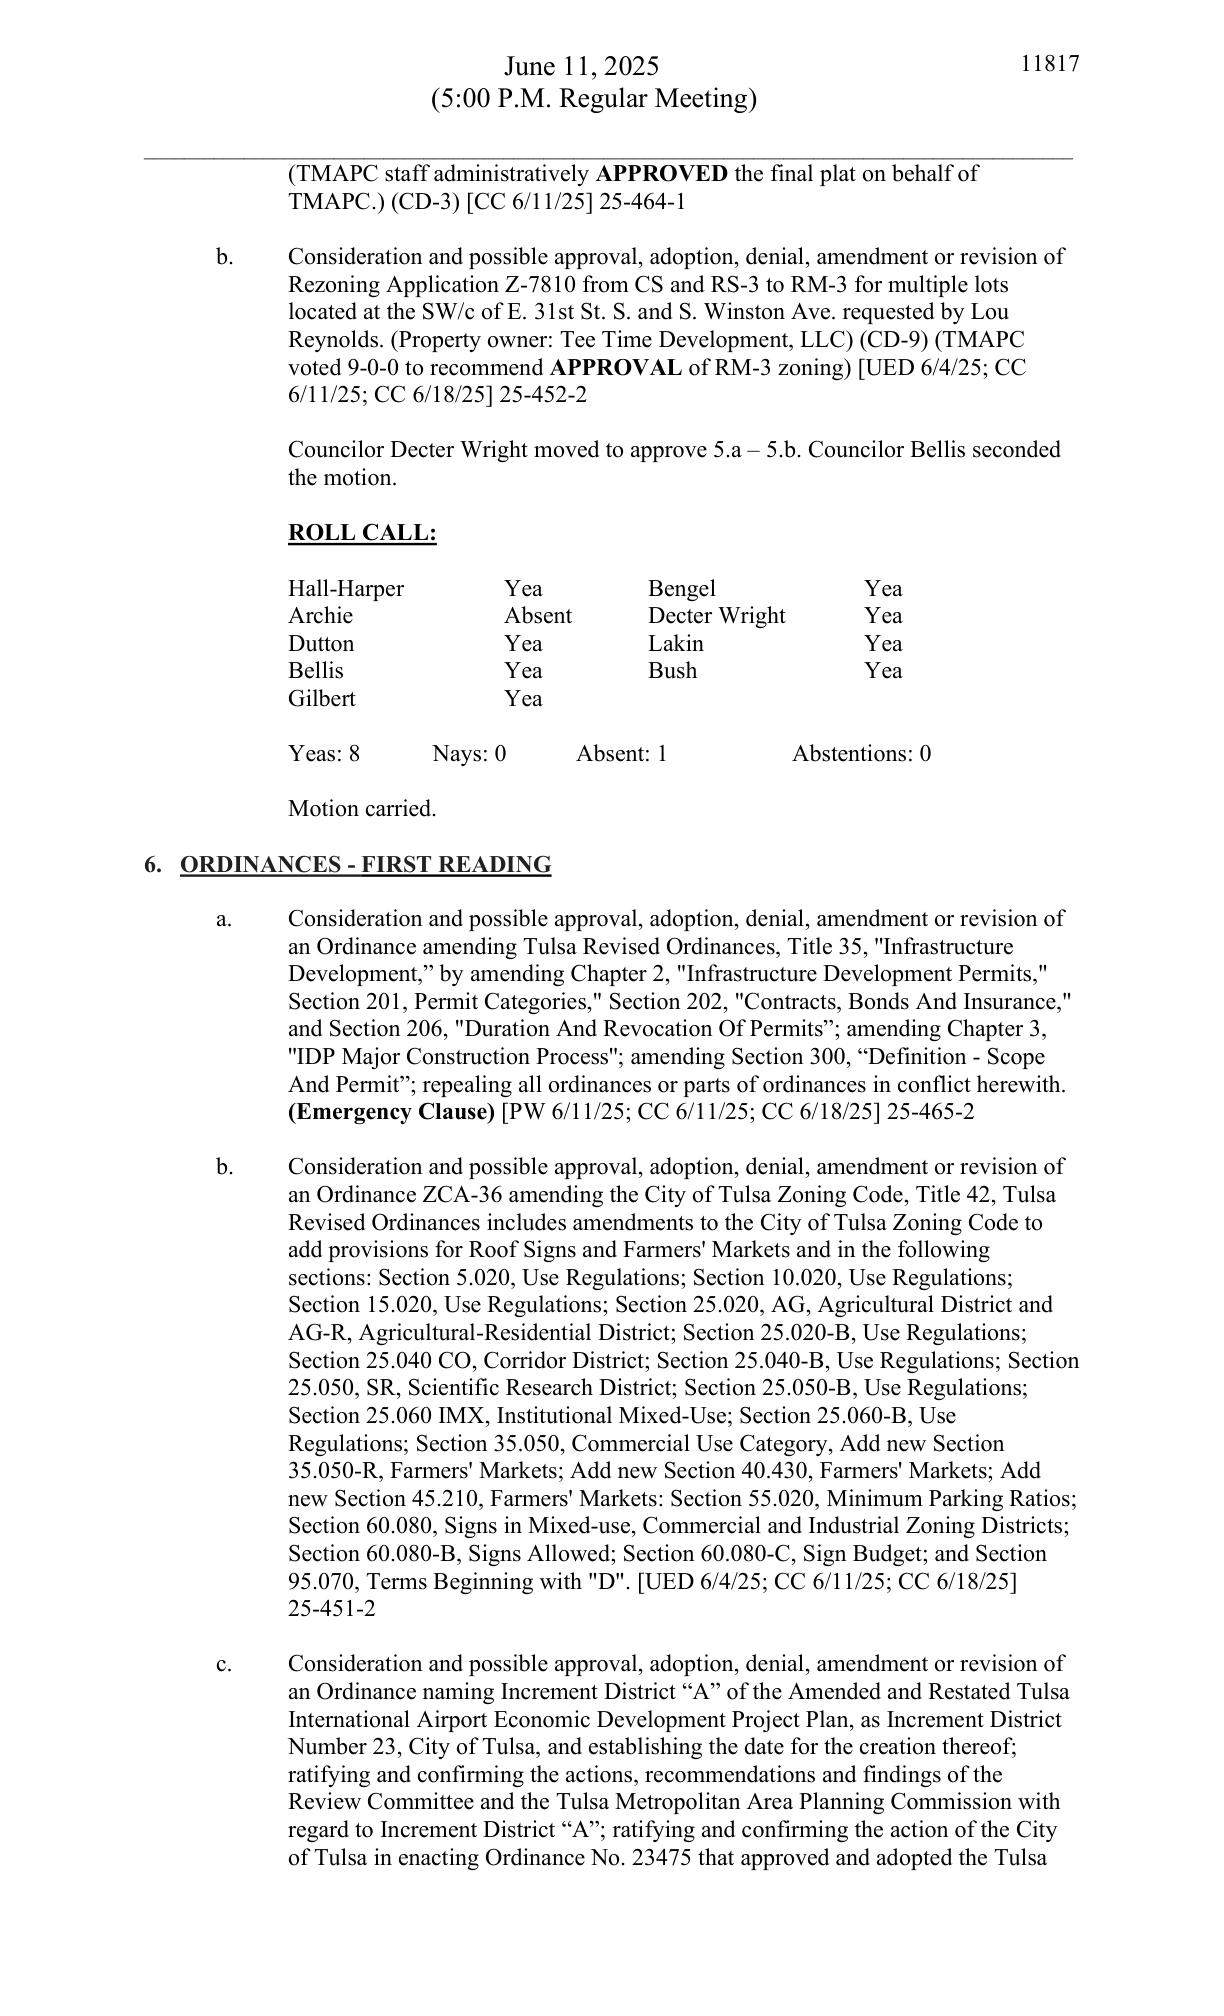 June 11, 2025
11817
(5:00 P.M. Regular Meeting)
(TMAPC staff administratively APPROVED the final plat on behalf of
TMAPC.) (CD-3) [CC 6/11/25] 25-464-1
b. Consideration and possible approval, adoption, denial, amendment or revision of
Rezoning Application Z-7810 from CS and RS-3 to RM-3 for multiple lots
located at the SW/c of E. 31st St. S. and S. Winston Ave. requested by Lou
Reynolds. (Property owner: Tee Time Development, LLC) (CD-9) (TMAPC
voted 9-0-0 to recommend APPROVAL of RM-3 zoning) [UED 6/4/25; CC
6/11/25; CC 6/18/25] 25-452-2
Councilor Decter Wright moved to approve 5.a – 5.b. Councilor Bellis seconded
the motion.
ROLL CALL:
Hall-Harper Yea Bengel Yea
Archie Absent Decter Wright Yea
Dutton Yea Lakin Yea
Bellis Yea Bush Yea
Gilbert Yea
Yeas: 8 Nays: 0 Absent: 1 Abstentions: 0
Motion carried.
6. ORDINANCES - FIRST READING
a. Consideration and possible approval, adoption, denial, amendment or revision of
an Ordinance amending Tulsa Revised Ordinances, Title 35, "Infrastructure
Development,” by amending Chapter 2, "Infrastructure Development Permits,"
Section 201, Permit Categories," Section 202, "Contracts, Bonds And Insurance,"
and Section 206, "Duration And Revocation Of Permits”; amending Chapter 3,
"IDP Major Construction Process"; amending Section 300, “Definition - Scope
And Permit”; repealing all ordinances or parts of ordinances in conflict herewith.
(Emergency Clause) [PW 6/11/25; CC 6/11/25; CC 6/18/25] 25-465-2
b. Consideration and possible approval, adoption, denial, amendment or revision of
an Ordinance ZCA-36 amending the City of Tulsa Zoning Code, Title 42, Tulsa
Revised Ordinances includes amendments to the City of Tulsa Zoning Code to
add provisions for Roof Signs and Farmers' Markets and in the following
sections: Section 5.020, Use Regulations; Section 10.020, Use Regulations;
Section 15.020, Use Regulations; Section 25.020, AG, Agricultural District and
AG-R, Agricultural-Residential District; Section 25.020-B, Use Regulations;
Section 25.040 CO, Corridor District; Section 25.040-B, Use Regulations; Section
25.050, SR, Scientific Research District; Section 25.050-B, Use Regulations;
Section 25.060 IMX, Institutional Mixed-Use; Section 25.060-B, Use
Regulations; Section 35.050, Commercial Use Category, Add new Section
35.050-R, Farmers' Markets; Add new Section 40.430, Farmers' Markets; Add
new Section 45.210, Farmers' Markets: Section 55.020, Minimum Parking Ratios;
Section 60.080, Signs in Mixed-use, Commercial and Industrial Zoning Districts;
Section 60.080-B, Signs Allowed; Section 60.080-C, Sign Budget; and Section
95.070, Terms Beginning with "D". [UED 6/4/25; CC 6/11/25; CC 6/18/25]
25-451-2
c. Consideration and possible approval, adoption, denial, amendment or revision of
an Ordinance naming Increment District “A” of the Amended and Restated Tulsa
International Airport Economic Development Project Plan, as Increment District
Number 23, City of Tulsa, and establishing the date for the creation thereof;
ratifying and confirming the actions, recommendations and findings of the
Review Committee and the Tulsa Metropolitan Area Planning Commission with
regard to Increment District “A”; ratifying and confirming the action of the City
of Tulsa in enacting Ordinance No. 23475 that approved and adopted the Tulsa